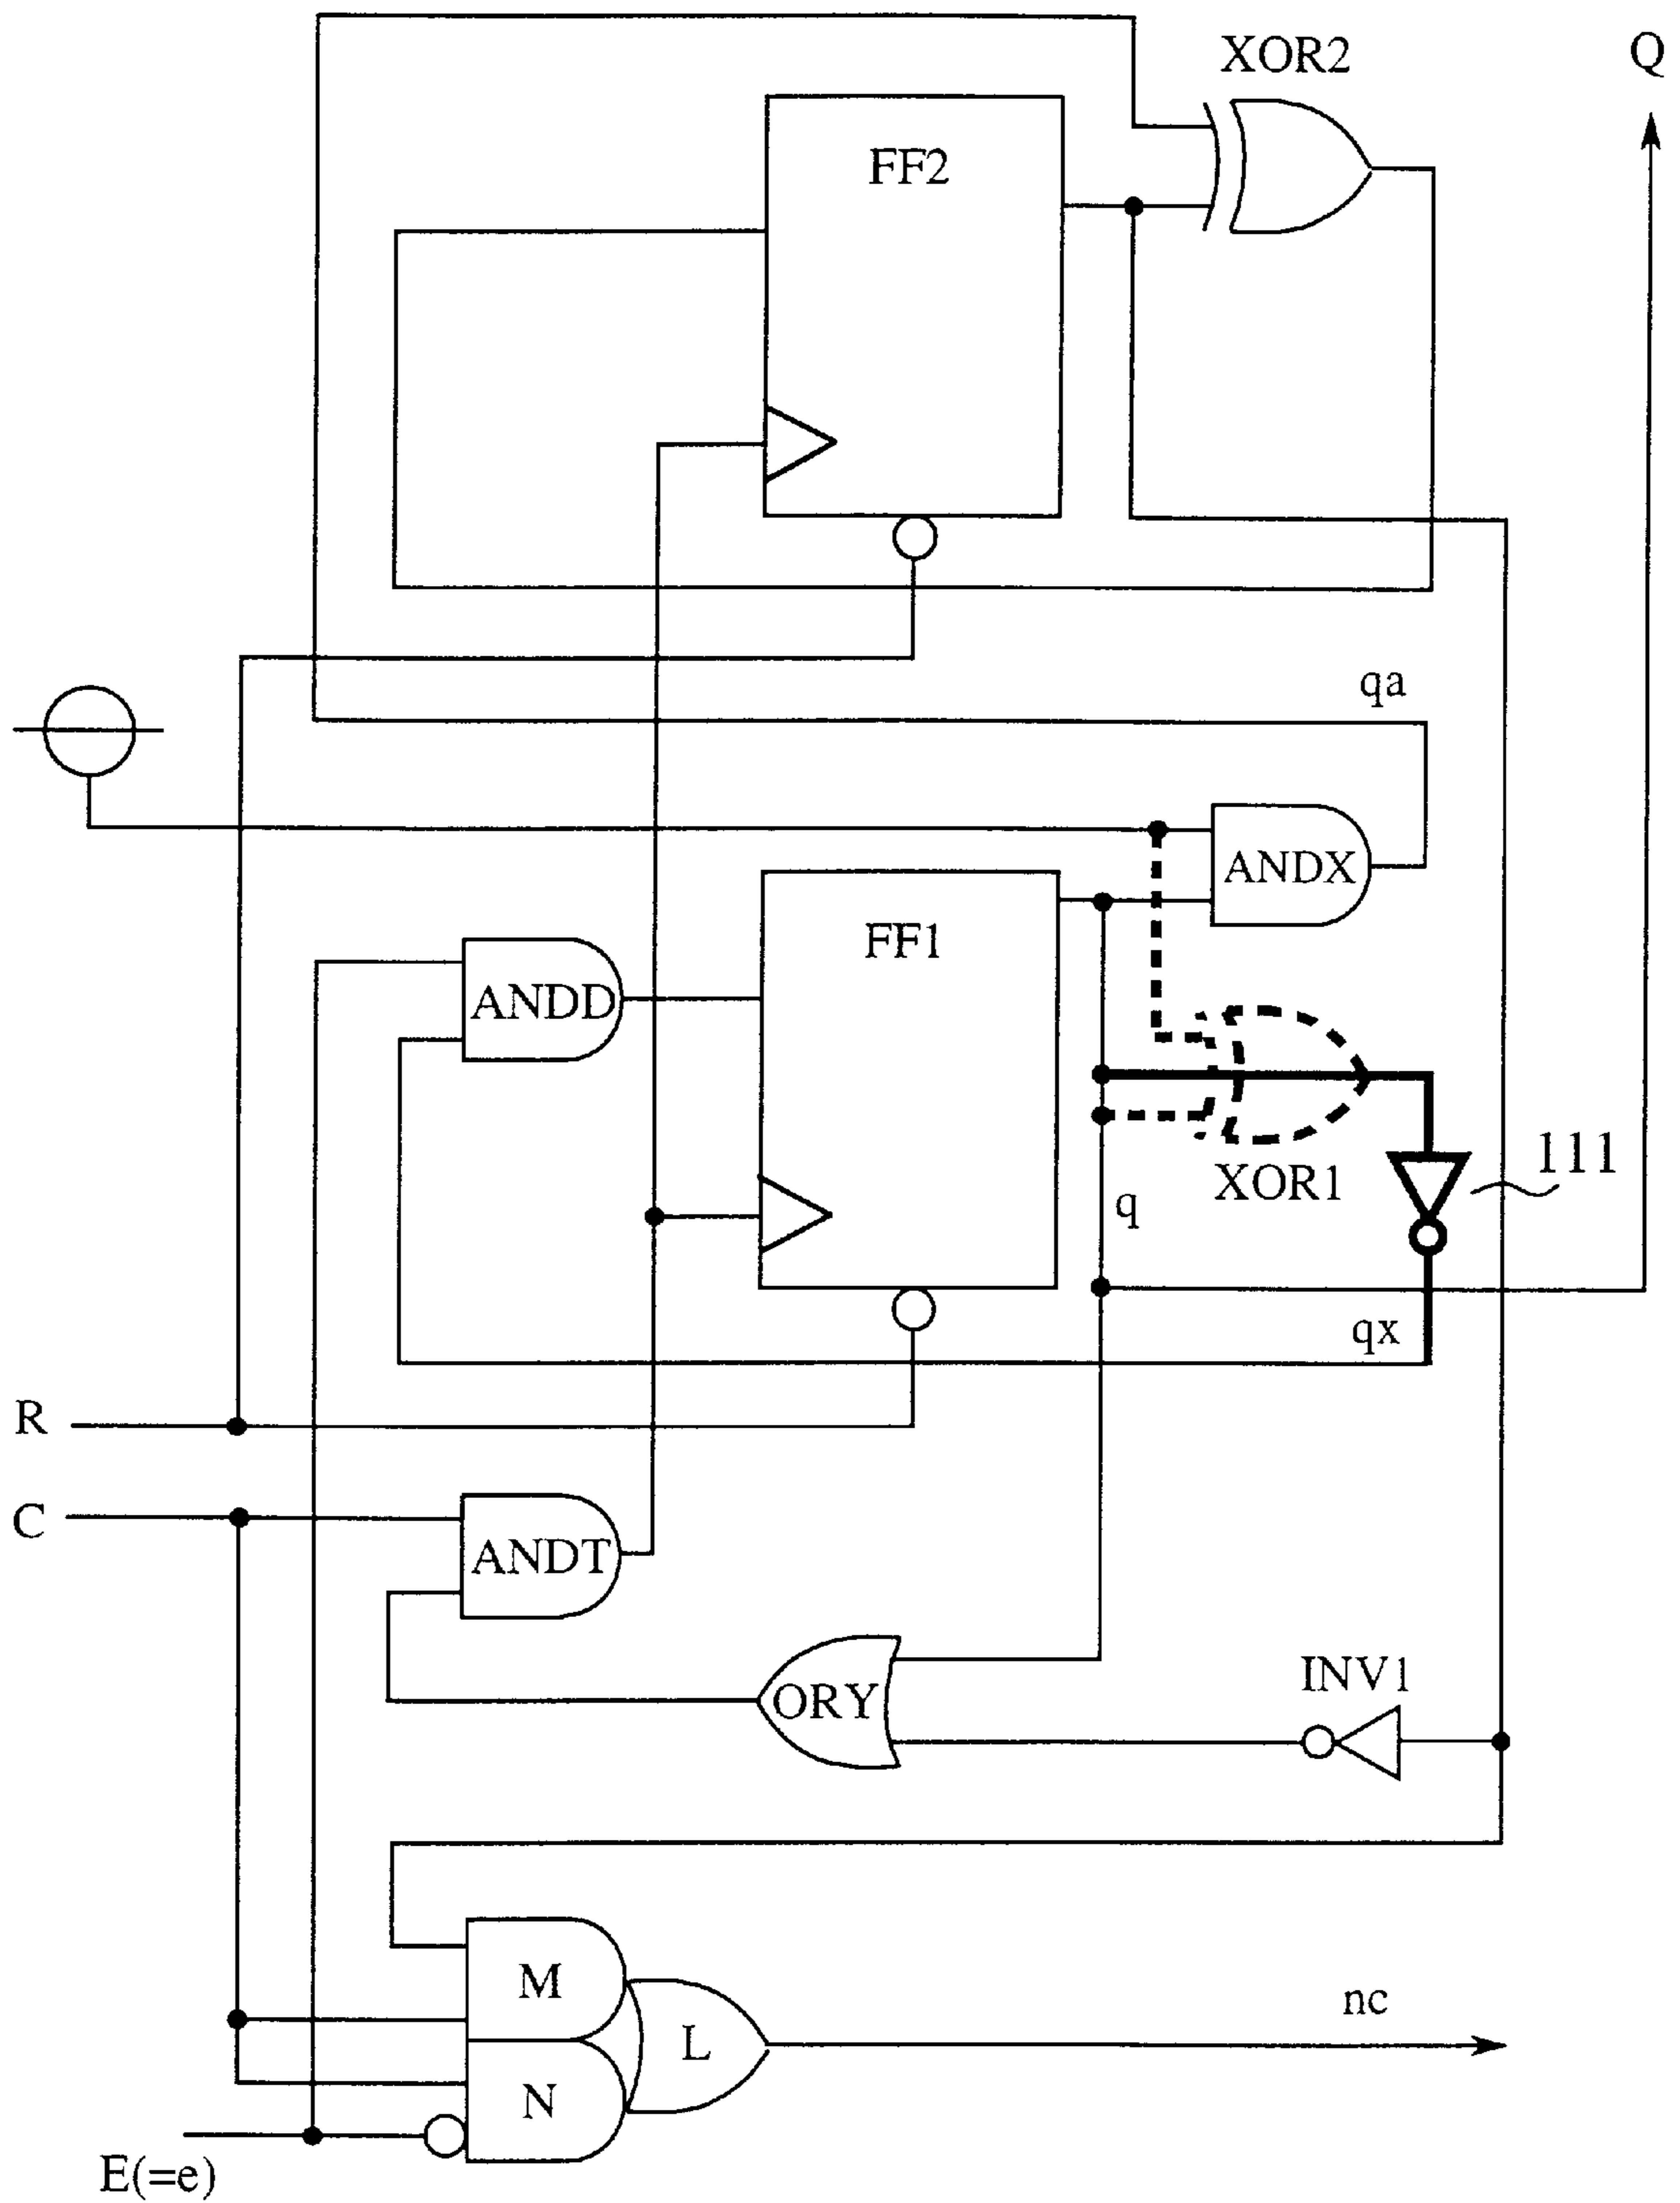 XOR2
Q
FF2
qa
ANDX
FF1
ANDD
XOR1
111
q
qx
R
C
ANDT
INV1
ORY
M
nc
L
N
E(=e)